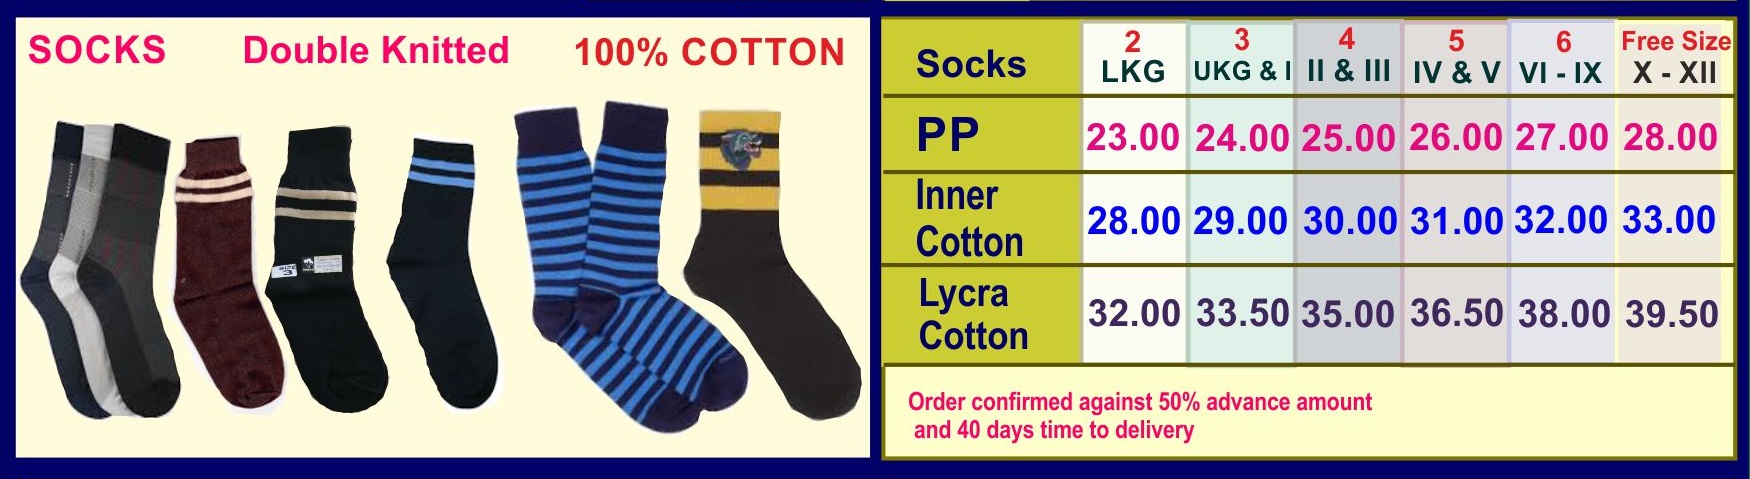 SOCKS Double Knitted 100% COTTON
SIZE
3
Socks 2 3 4 5 6 Free Size
LKG UKG & I II & III IV & V VI - IX X - XII
PP 23.00 24.00 25.00 26.00 27.00 28.00
Inner
Cotton 28.00 29.00 30.00 31.00 32.00 33.00
Lycra
Cotton 32.00 33.50 35.00 36.50 38.00 39.50
Order confirmed against 50% advance amount
and 40 days time to delivery